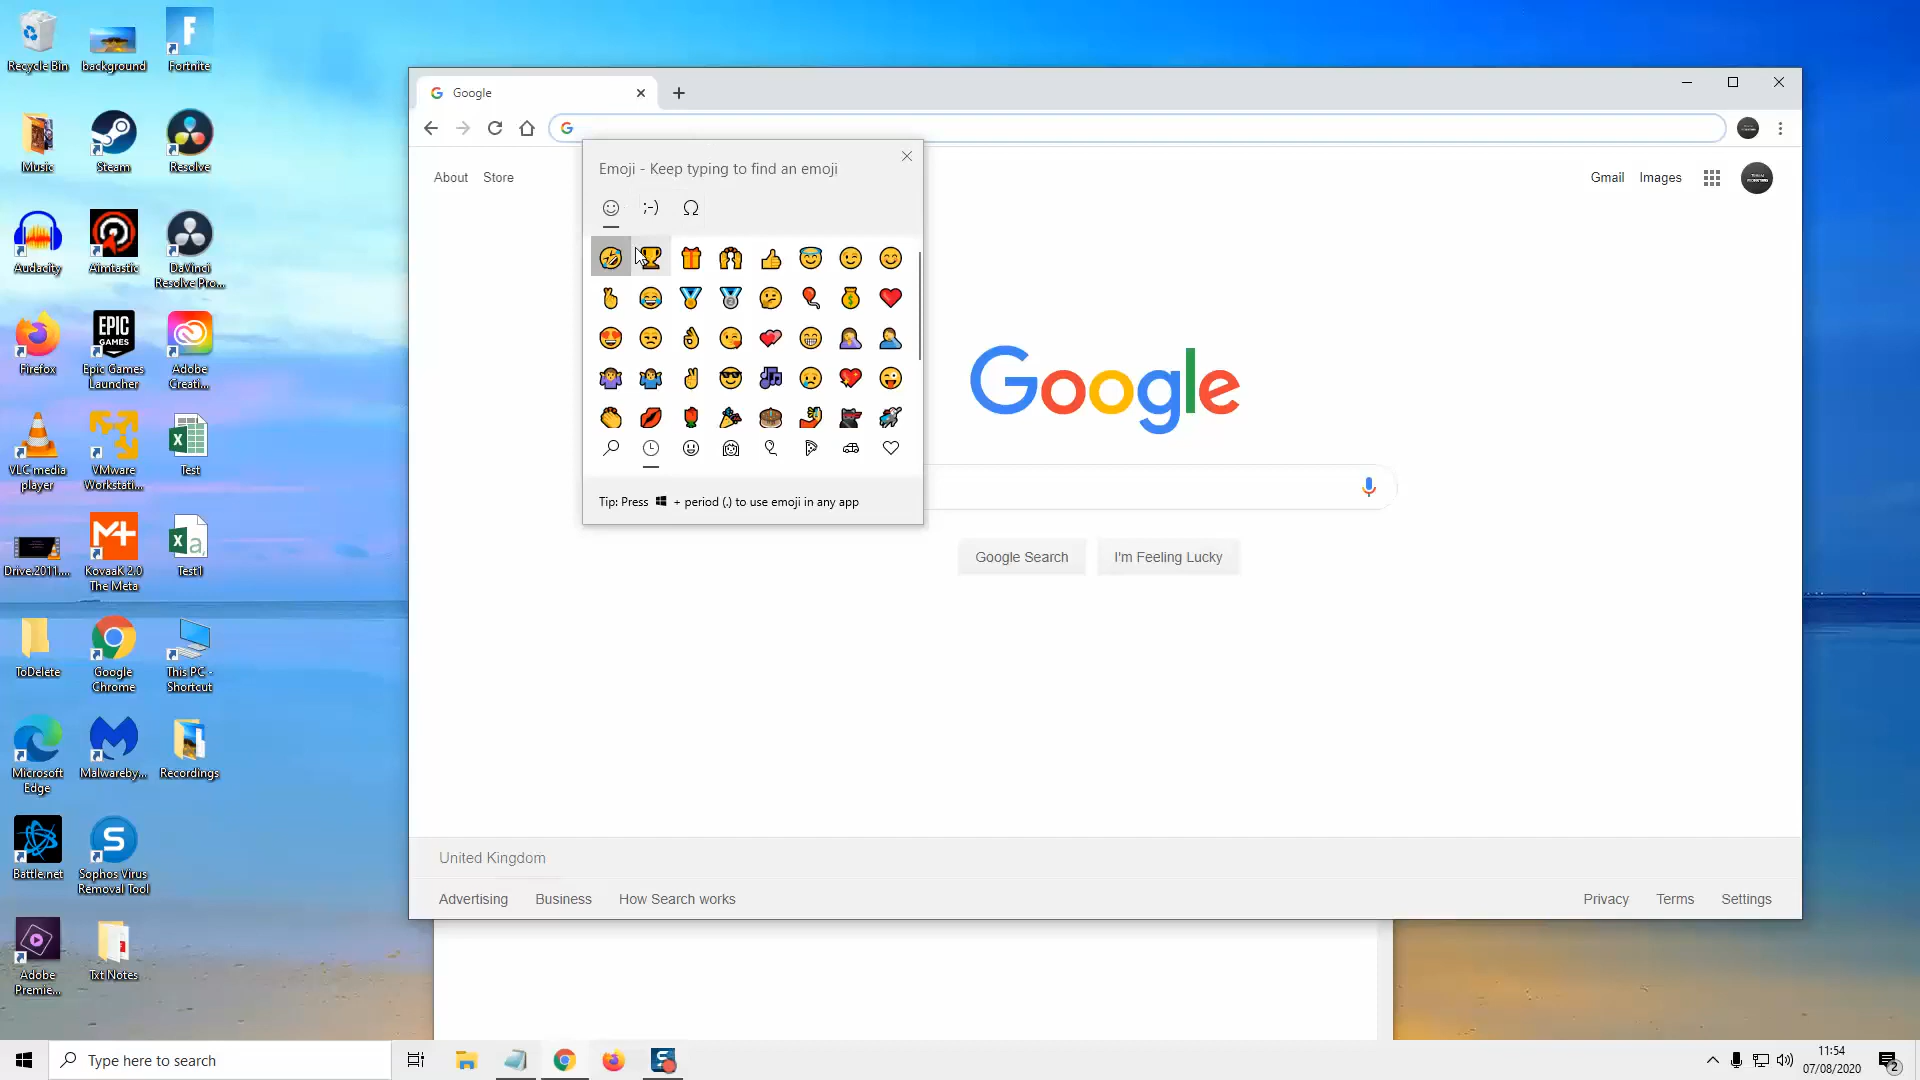 Recycle Bin
background
Fortnite
Music
Steam
Resolve
Audacity
Aimtastic
DaVinci
Resolve Pro...
Firefox
EPIC
GAMES
Epic Games
Launcher
Adobe
Creati...
VLC media
player
VMware
Workstati...
Test
Drive.2011....
KovaaK 2.0
The Meta
Test1
ToDelete
Google
Chrome
This PC -
Shortcut
Microsoft
Edge
Malwareby...
Recordings
Battle.net
Sophos Virus
Removal Tool
Adobe
Premie...
Txt Notes
Google
About
Store
Gmail
Images
Emoji - Keep typing to find an emoji
;-)
Ω
Tip: Press + period (.) to use emoji in any app
Google
Google Search
I'm Feeling Lucky
United Kingdom
Advertising
Business
How Search works
Privacy
Terms
Settings
Type here to search
11:54
07/08/2020
2